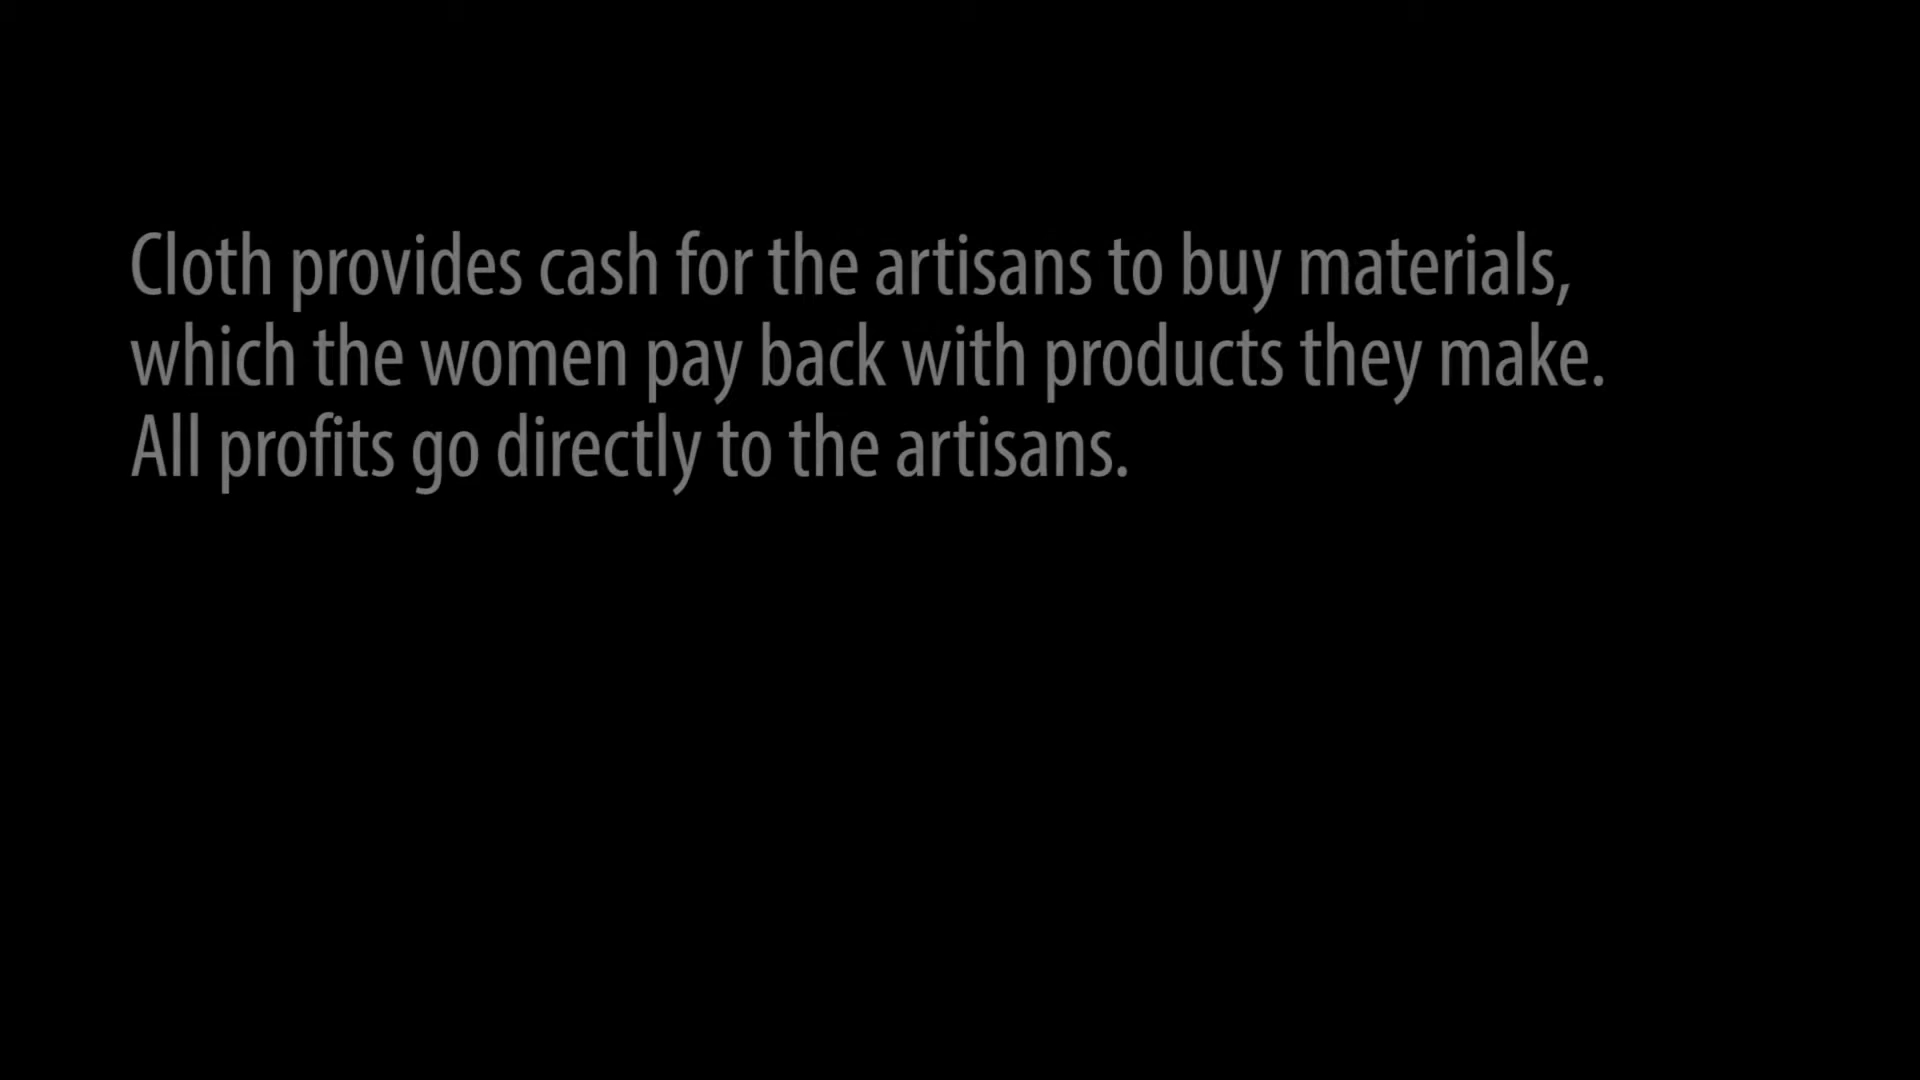 Cloth provides cash for the artisans to buy materials,
which the women pay back with products they make.
All profits go directly to the artisans.